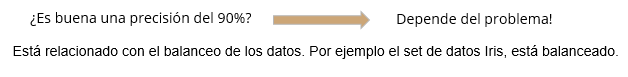 ¿Es buena una precisión del 90%? Depende del problema!
Está relacionado con el balanceo de los datos. Por ejemplo el set de datos Iris, está balanceado.